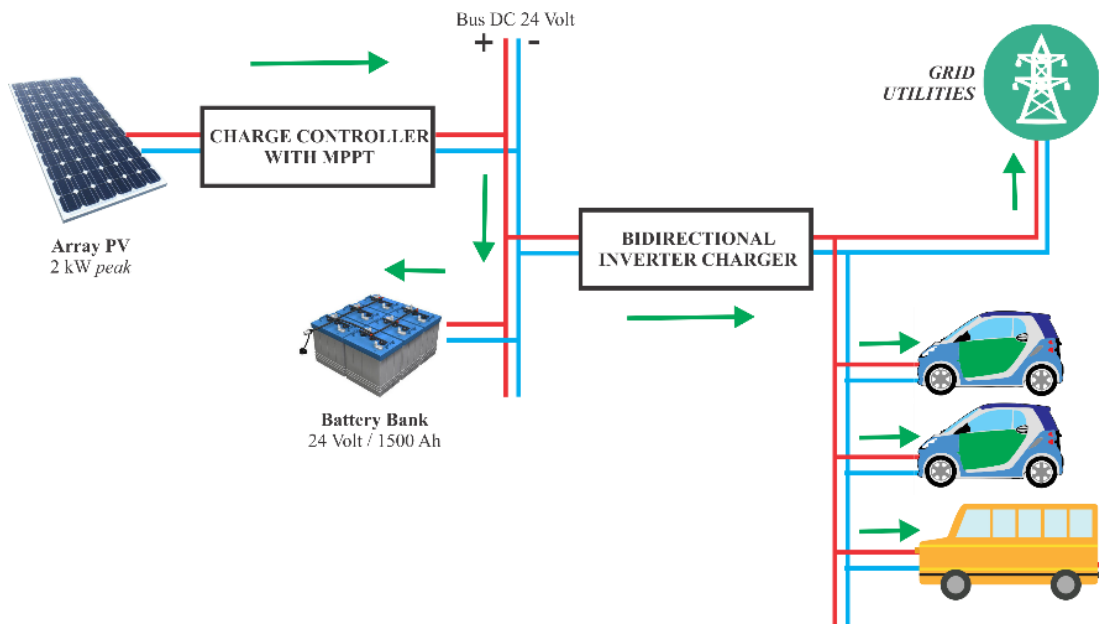 Bus DC 24 Volt
+ -
GRID
UTILITIES
CHARGE CONTROLLER
WITH MPPT
Array PV
2 kW peak
BIDIRECTIONAL
INVERTER CHARGER
Battery Bank
24 Volt / 1500 Ah